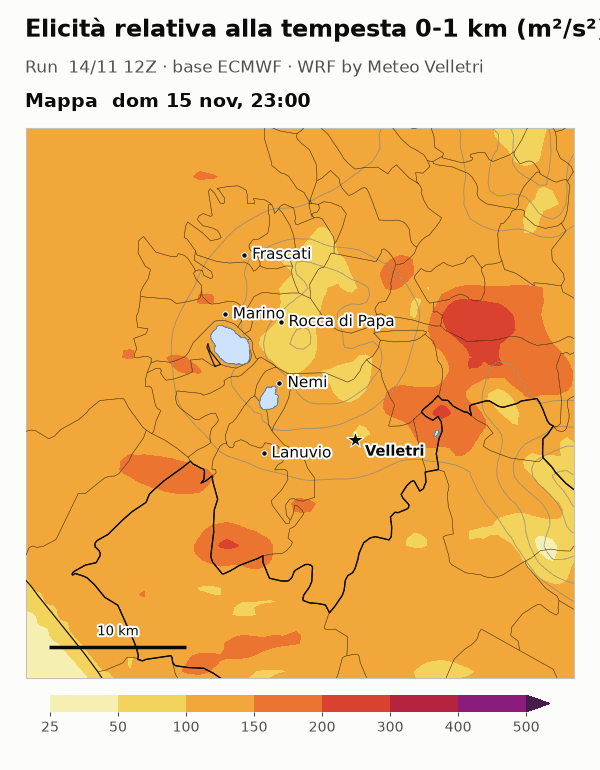 Elicità relativa alla tempesta 0-1 km (m²/s²)
Run 14/11 12Z · base ECMWF · WRF by Meteo Velletri
Mappa dom 15 nov, 23:00
Frascati
Marino
Rocca di Papa
Nemi
Velletri
Lanuvio
10 km
25 50 100 150 200 300 400 500